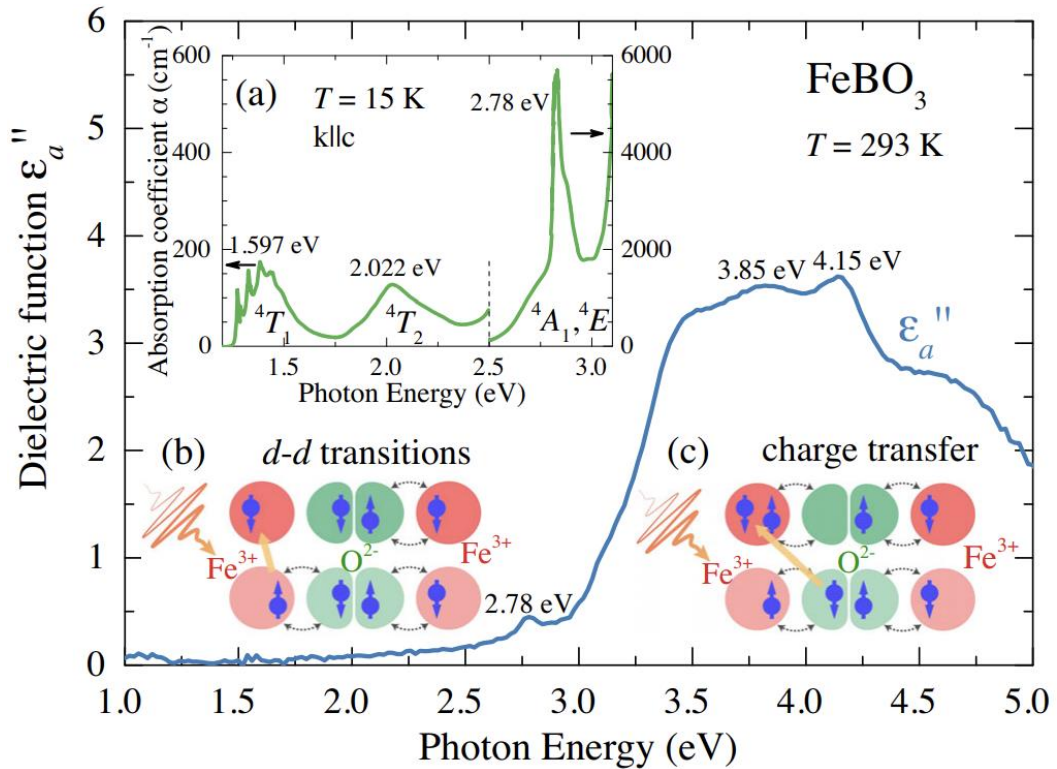 6
5
4
3
2
1
0
Dielectric function εₐ''
1.0
1.5
2.0
2.5
3.0
3.5
4.0
4.5
5.0
Photon Energy (eV)
FeBO₃
T = 293 K
3.85 eV
4.15 eV
εₐ''
2.78 eV
(a)
T = 15 K
k||c
2.78 eV
1.597 eV
2.022 eV
⁴T₁
⁴T₂
⁴A₁,⁴E
600
400
200
0
Absorption coefficient α (cm⁻¹)
6000
4000
2000
0
1.5
2.0
2.5
3.0
Photon Energy (eV)
(b)
d-d transitions
Fe³⁺
O²⁻
Fe³⁺
(c)
charge transfer
Fe³⁺
O²⁻
Fe³⁺